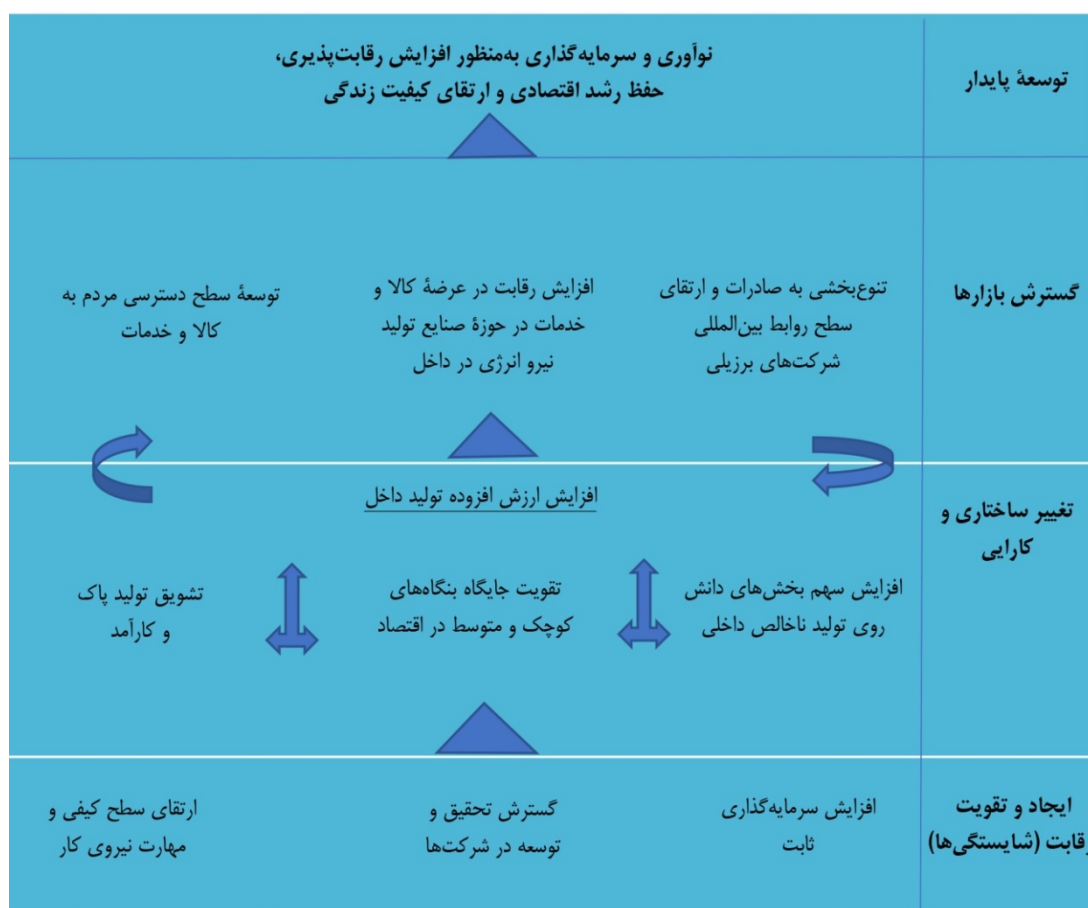 توسعهٔ پایدار
نوآوری و سرمایه‌گذاری به‌منظور افزایش رقابت‌پذیری،
حفظ رشد اقتصادی و ارتقای کیفیت زندگی
گسترش بازارها
تنوع‌بخشی به صادرات و ارتقای
سطح روابط بین‌المللی
شرکت‌های برزیلی
افزایش رقابت در عرضهٔ کالا و
خدمات در حوزهٔ صنایع تولید
نیرو انرژی در داخل
توسعهٔ سطح دسترسی مردم به
کالا و خدمات
تغییر ساختاری و
کارایی
افزایش ارزش افزوده تولید داخل
افزایش سهم بخش‌های دانش
روی تولید ناخالص داخلی
تقویت جایگاه بنگاه‌های
کوچک و متوسط در اقتصاد
تشویق تولید پاک
و کارآمد
ایجاد و تقویت
رقابت (شایستگی‌ها)
افزایش سرمایه‌گذاری
ثابت
گسترش تحقیق و
توسعه در شرکت‌ها
ارتقای سطح کیفی و
مهارت نیروی کار